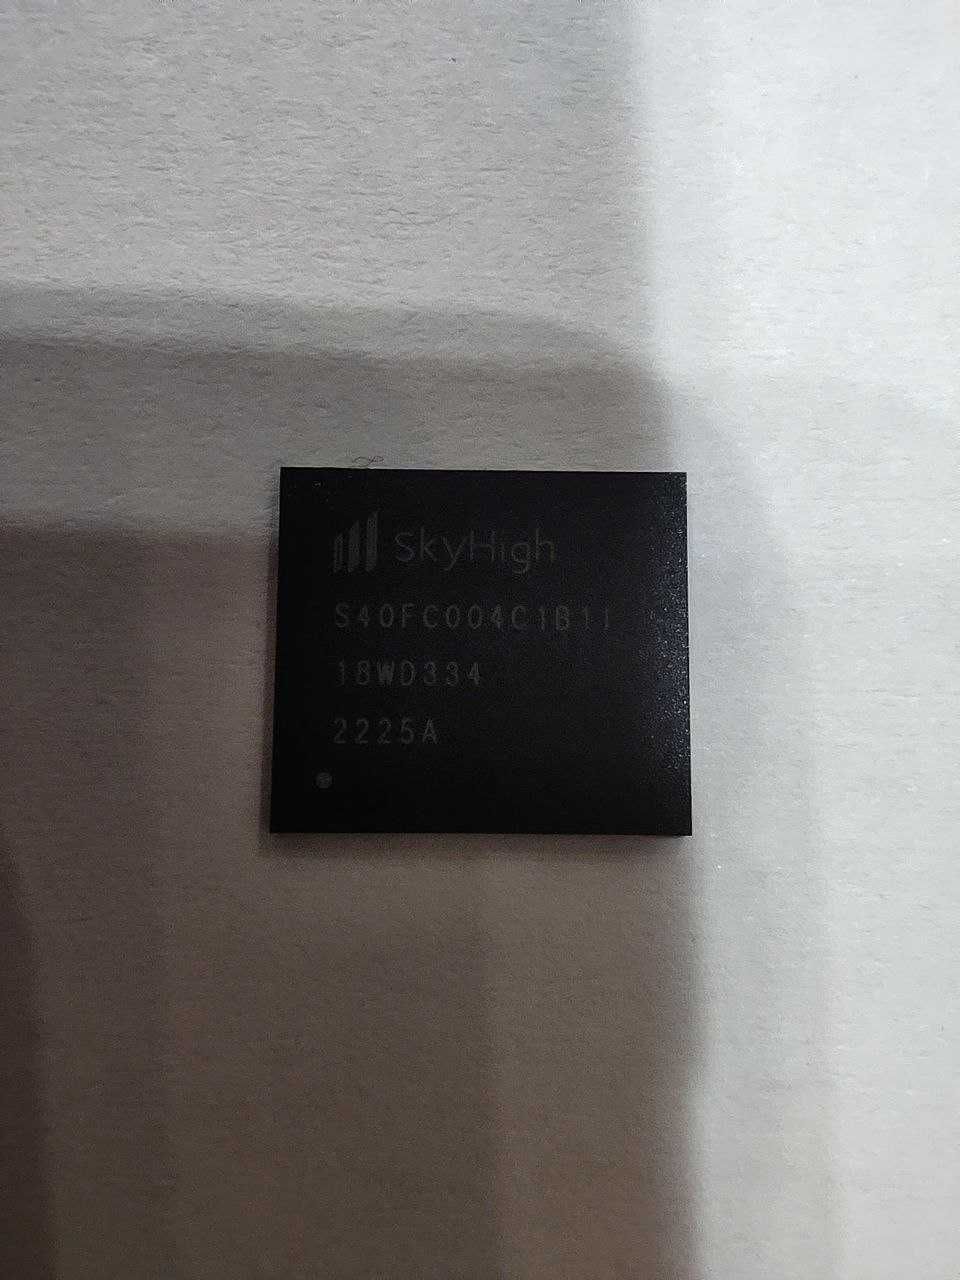 SkyHigh
S40FC004C1B1I
18WD334
2225A